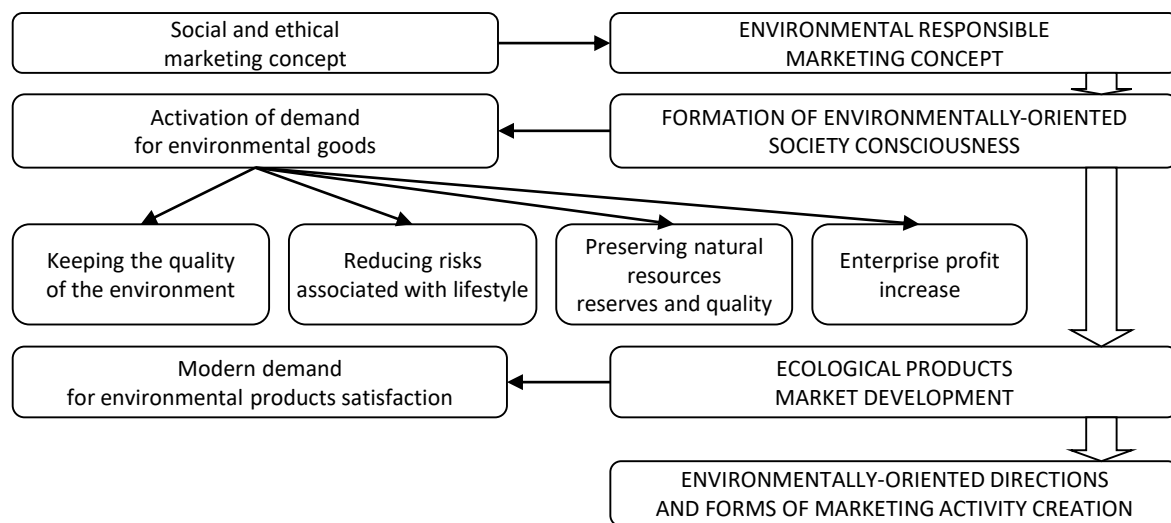 Social and ethical
marketing concept
ENVIRONMENTAL RESPONSIBLE
MARKETING CONCEPT
Activation of demand
for environmental goods
FORMATION OF ENVIRONMENTALLY-ORIENTED
SOCIETY CONSCIOUSNESS
Keeping the quality
of the environment
Reducing risks
associated with lifestyle
Preserving natural
resources
reserves and quality
Enterprise profit
increase
Modern demand
for environmental products satisfaction
ECOLOGICAL PRODUCTS
MARKET DEVELOPMENT
ENVIRONMENTALLY-ORIENTED DIRECTIONS
AND FORMS OF MARKETING ACTIVITY CREATION